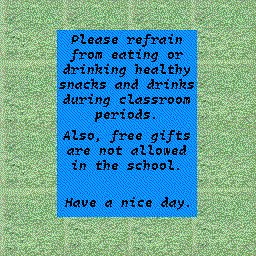 Please refrain
from eating or
drinking healthy
snacks and drinks
during classroom
periods.
Also, free gifts
are not allowed
in the school.
Have a nice day.